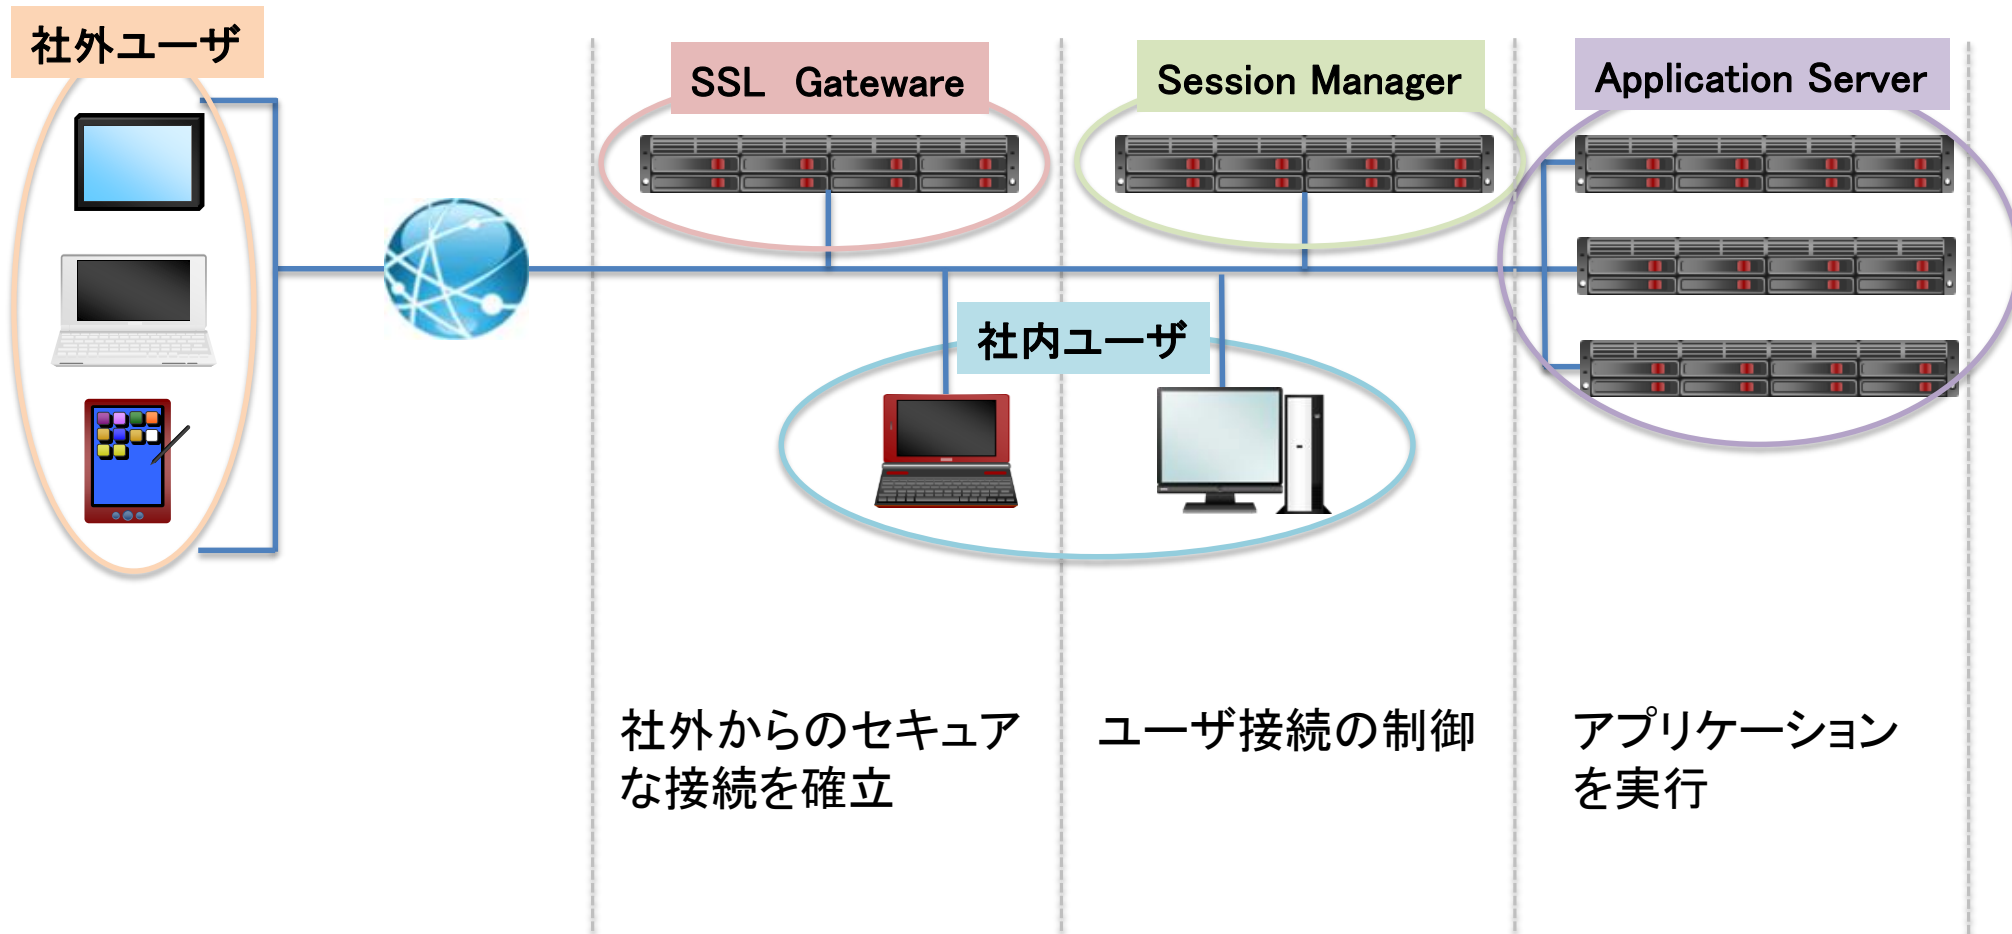 社外ユーザ
SSL Gateware
Session Manager
Application Server
社内ユーザ
社外からのセキュア
な接続を確立
ユーザ接続の制御
アプリケーション
を実行